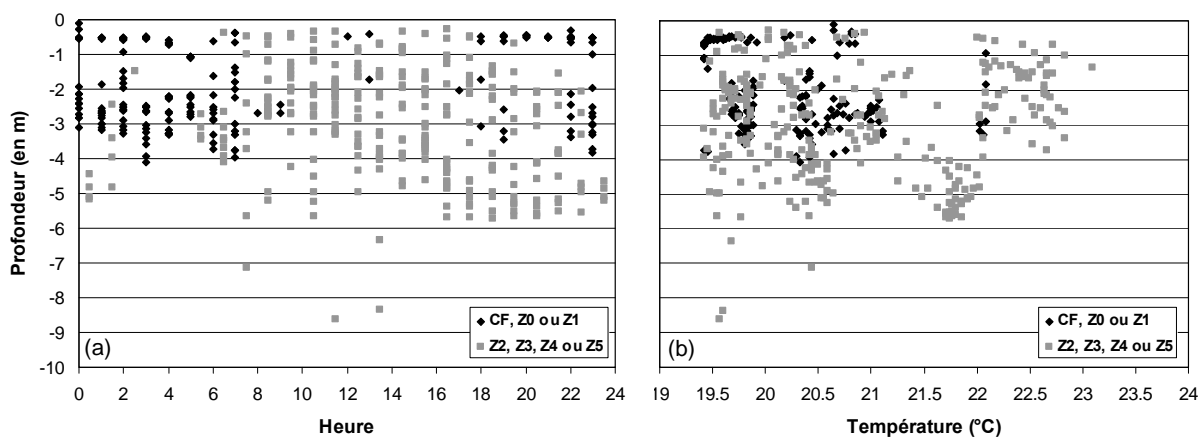 Profondeur (en m)
0
-1
-2
-3
-4
-5
-6
-7
-8
-9
-10
(a)
CF, Z0 ou Z1
Z2, Z3, Z4 ou Z5
0 2 4 6 8 10 12 14 16 18 20 22 24
Heure
(b)
CF, Z0 ou Z1
Z2, Z3, Z4 ou Z5
19 19.5 20 20.5 21 21.5 22 22.5 23 23.5 24
Température (°C)